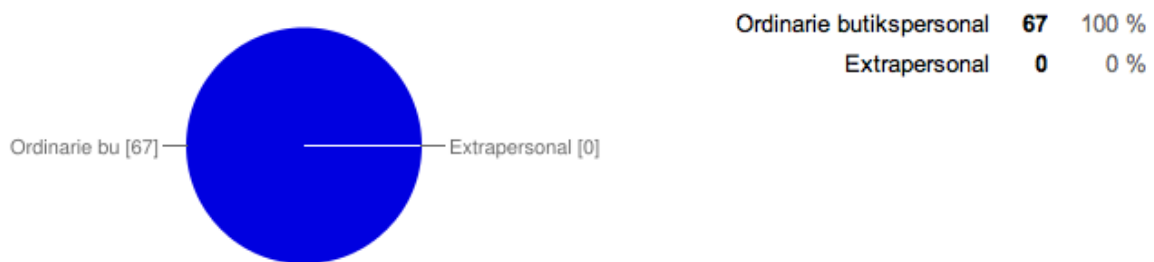 Ordinarie butikspersonal 67 100 %
Extrapersonal 0 0 %
Ordinarie bu [67]
Extrapersonal [0]